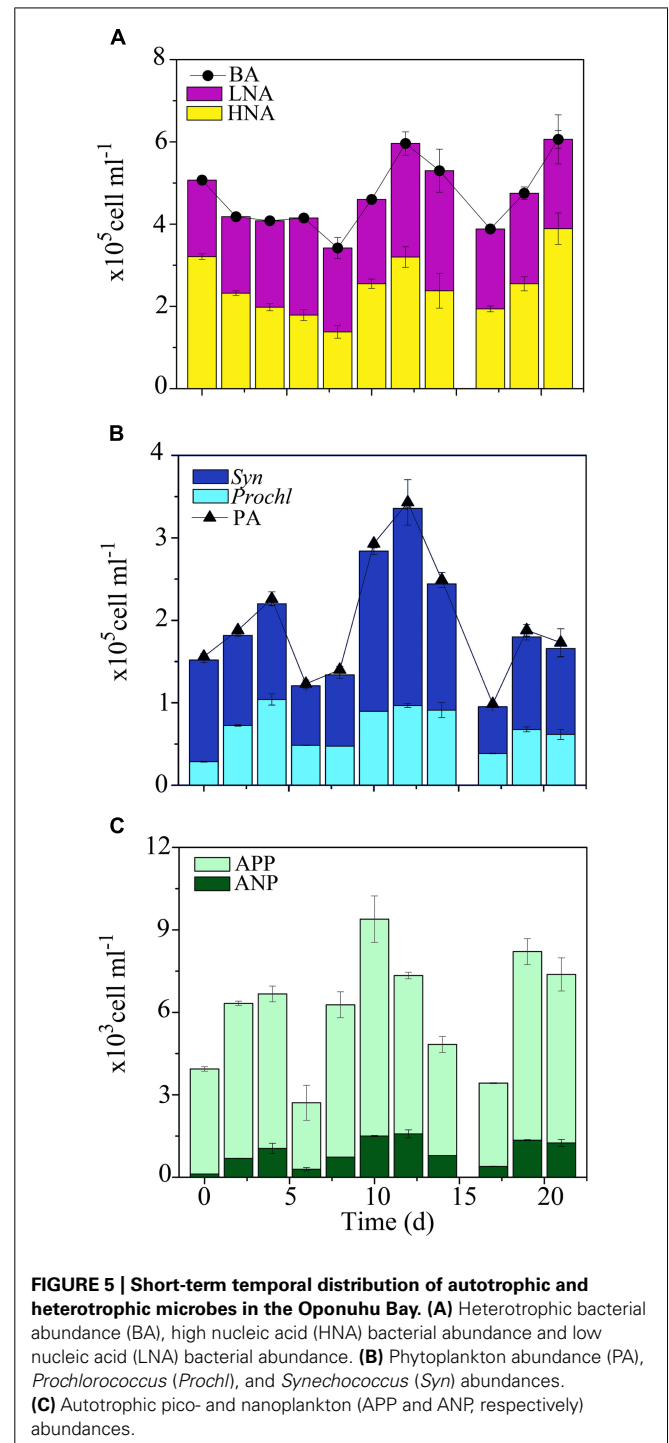 A
8
6
4
2
0
x10⁵cell ml⁻¹
BA
LNA
HNA
B
4
3
2
1
0
x10⁵cell ml⁻¹
Syn
Prochl
PA
C
12
9
6
3
0
x10³cell ml⁻¹
APP
ANP
0 5 10 15 20
Time (d)
FIGURE 5 | Short-term temporal distribution of autotrophic and
heterotrophic microbes in the Oponuhu Bay. (A) Heterotrophic bacterial
abundance (BA), high nucleic acid (HNA) bacterial abundance and low
nucleic acid (LNA) bacterial abundance. (B) Phytoplankton abundance (PA),
Prochlorococcus (Prochl), and Synechococcus (Syn) abundances.
(C) Autotrophic pico- and nanoplankton (APP and ANP, respectively)
abundances.